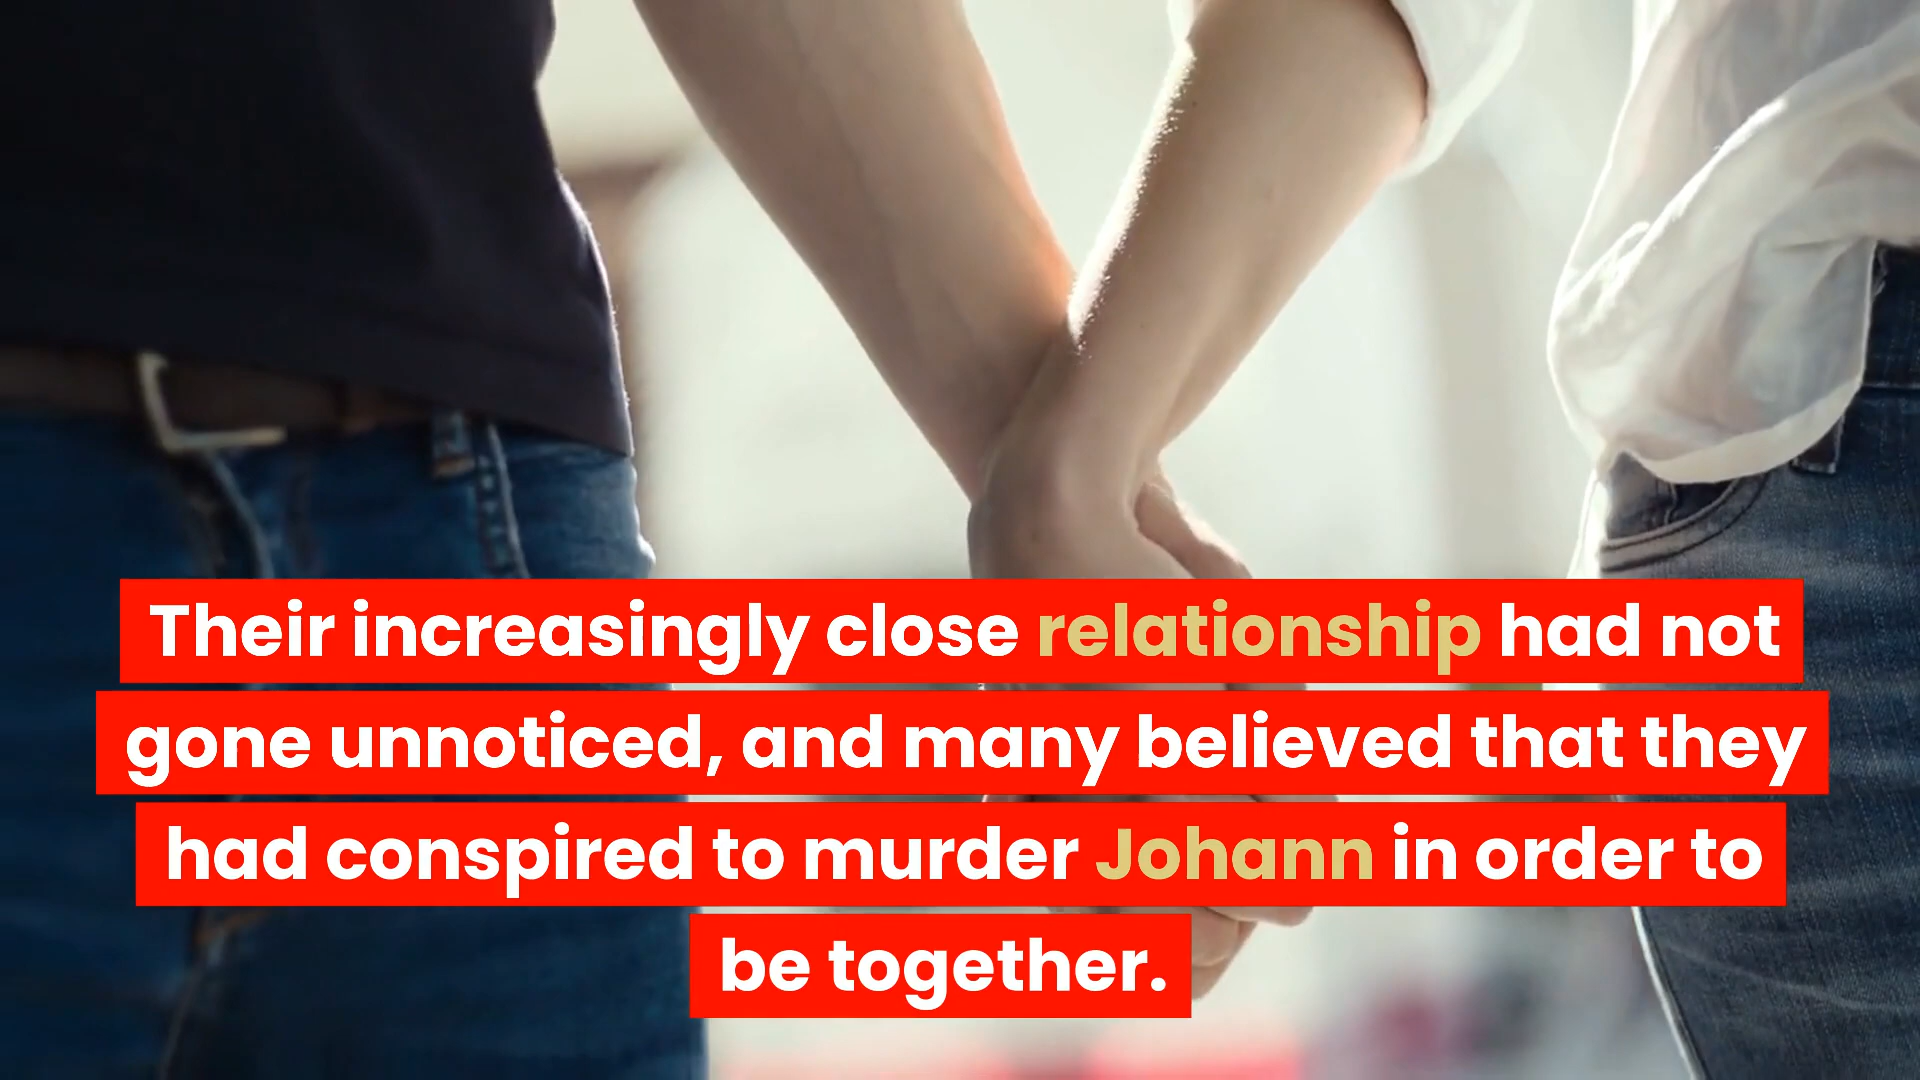 Their increasingly close relationship had not
gone unnoticed, and many believed that they
had conspired to murder Johann in order to
be together.